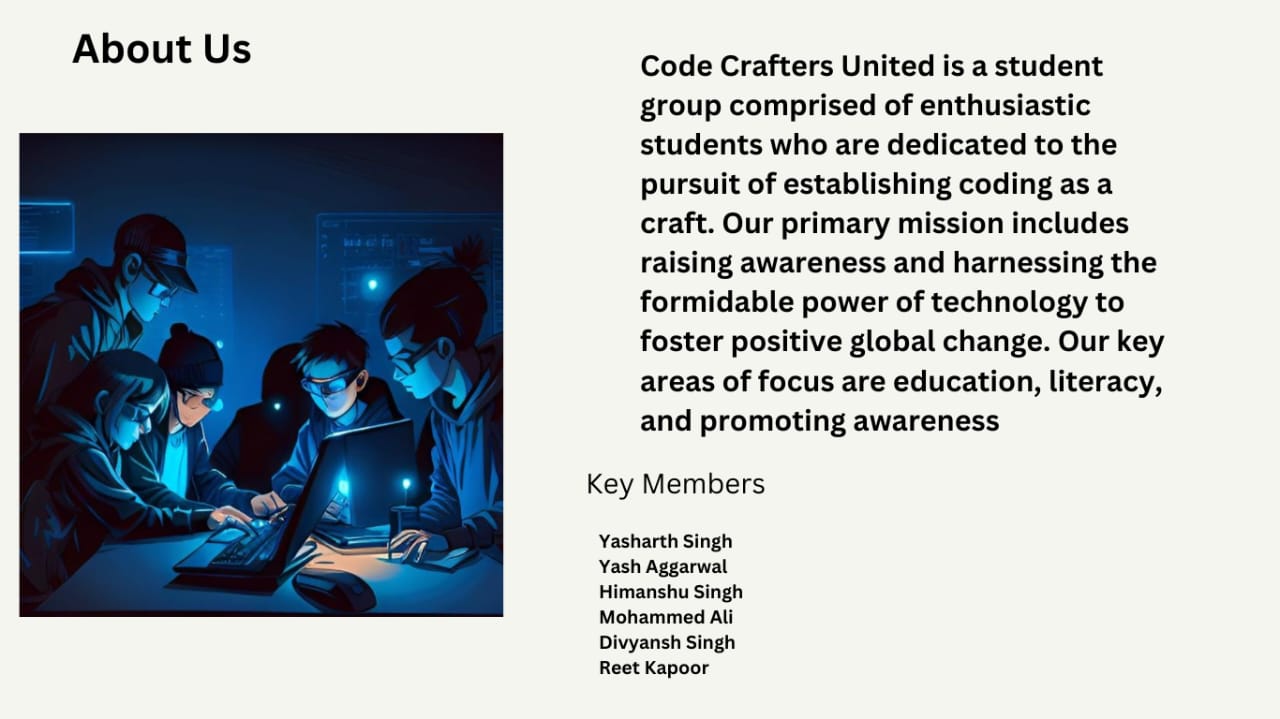 About Us
Code Crafters United is a student
group comprised of enthusiastic
students who are dedicated to the
pursuit of establishing coding as a
craft. Our primary mission includes
raising awareness and harnessing the
formidable power of technology to
foster positive global change. Our key
areas of focus are education, literacy,
and promoting awareness
Key Members
Yasharth Singh
Yash Aggarwal
Himanshu Singh
Mohammed Ali
Divyansh Singh
Reet Kapoor